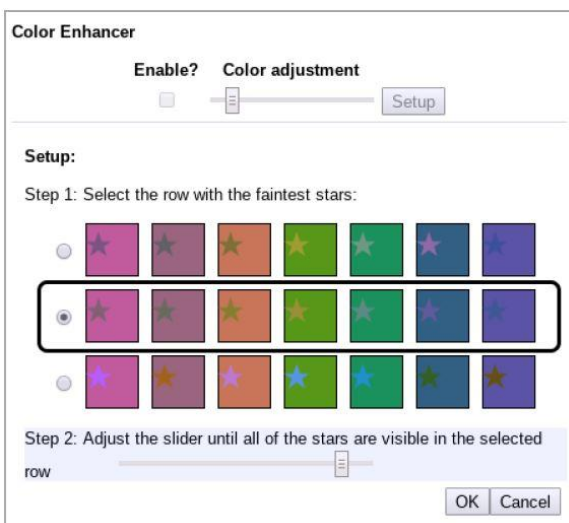 Color Enhancer
Enable? Color adjustment
Setup
Setup:
Step 1: Select the row with the faintest stars:
Step 2: Adjust the slider until all of the stars are visible in the selected
row
OK Cancel